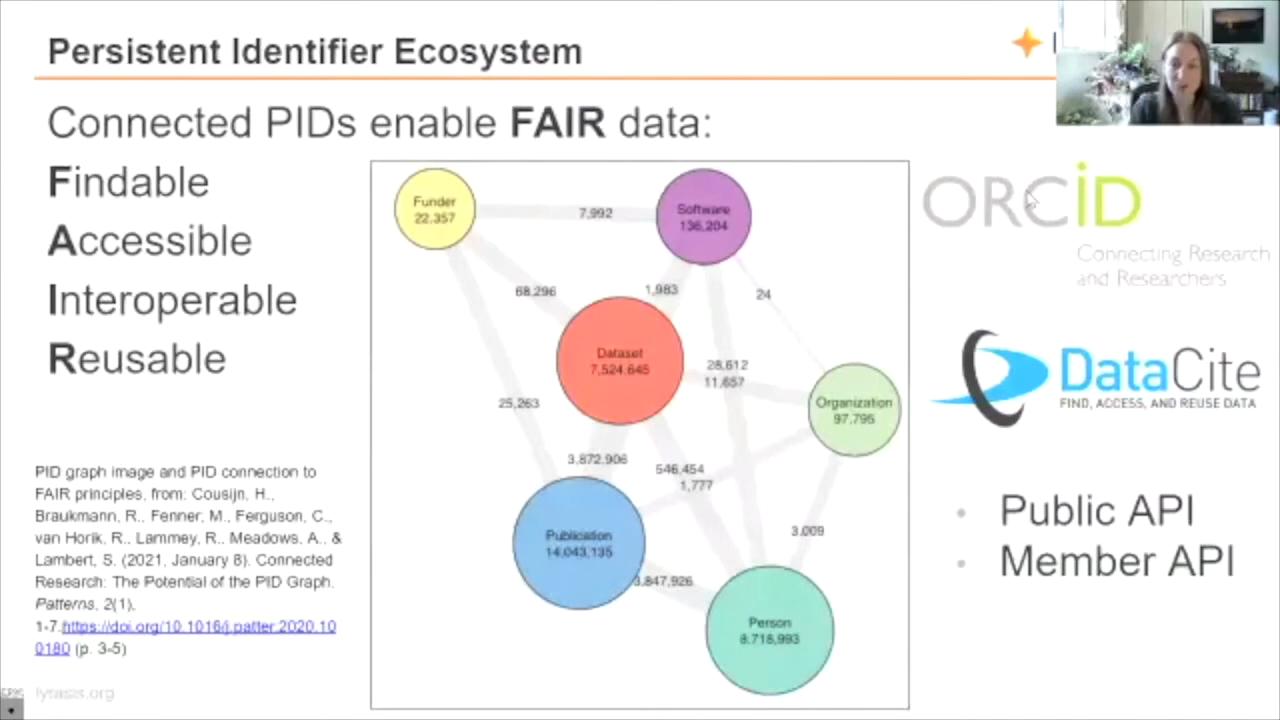 Persistent Identifier Ecosystem
Connected PIDs enable FAIR data:
Findable
Accessible
Interoperable
Reusable
PID graph image and PID connection to
FAIR principles, from: Cousijn, H.,
Braukmann, R., Fenner, M., Ferguson, C.,
van Horik, R., Lammey, R., Meadows, A., &
Lambert, S. (2021, January 8). Connected
Research: The Potential of the PID Graph.
Patterns, 2(1),
1-7.https://doi.org/10.1016/j.patter.2020.10
0180 (p. 3-5)
lyrasis.org
Funder
22,357
7,992
Software
136,204
68,296
1,983
24
Dataset
7,524,645
28,612
11,657
Organization
97,795
25,263
3,872,906
546,454
1,777
Publication
14,043,135
3,009
3,847,926
Person
8,718,993
ORCiD
Connecting Research
and Researchers
DataCite
FIND, ACCESS, AND REUSE DATA
• Public API
• Member API